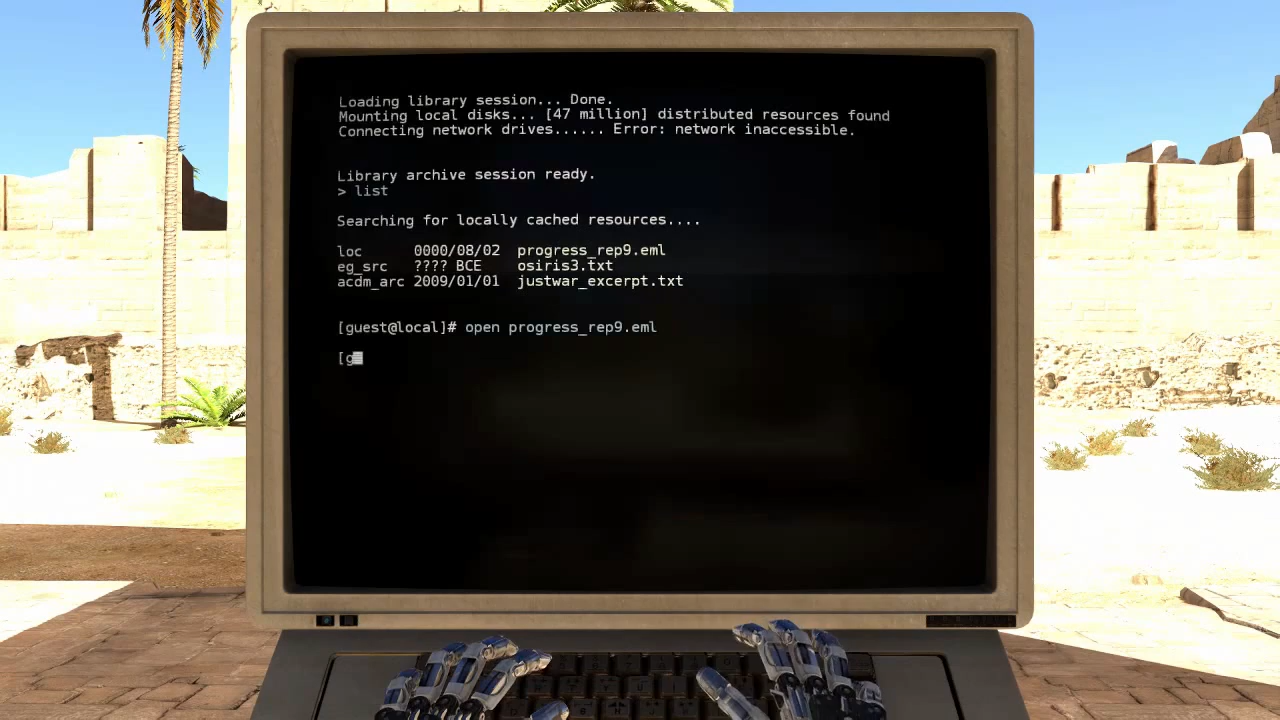 Loading library session... Done.
Mounting local disks... [47 million] distributed resources found
Connecting network drives...... Error: network inaccessible.
Library archive session ready.
> list
Searching for locally cached resources....
loc 0000/08/02 progress_rep9.eml
eg_src ???? BCE osiris3.txt
acdm_arc 2009/01/01 justwar_excerpt.txt
[guest@local]# open progress_rep9.eml
[g